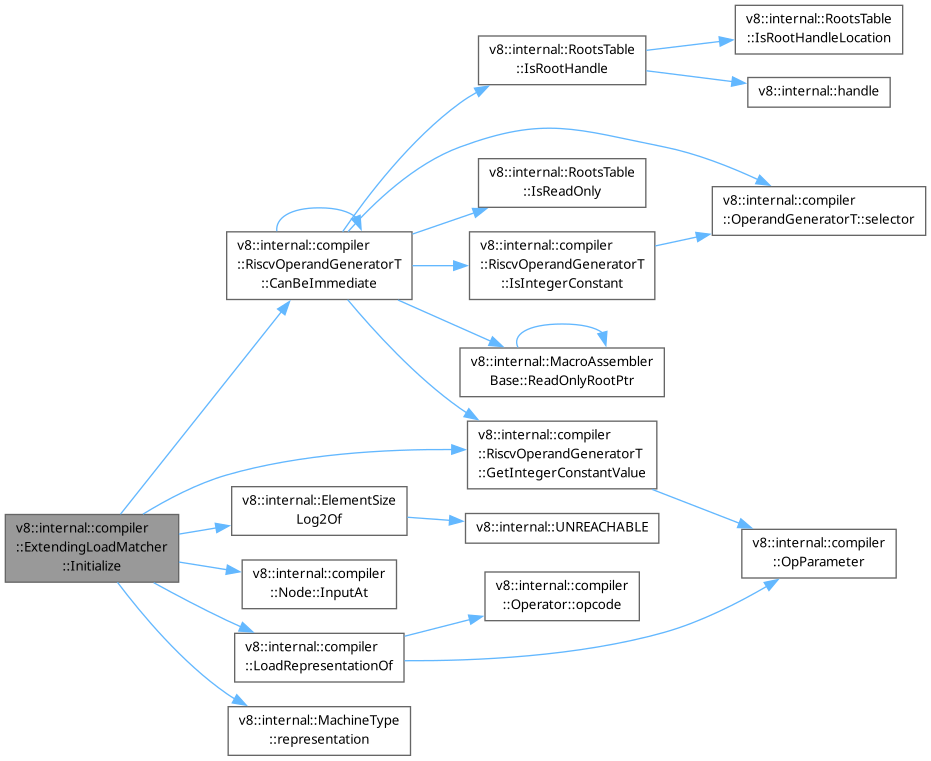 v8::internal::RootsTable
::IsRootHandleLocation
v8::internal::RootsTable
::IsRootHandle
v8::internal::handle
v8::internal::RootsTable
::IsReadOnly
v8::internal::compiler
::OperandGeneratorT::selector
v8::internal::compiler
::RiscvOperandGeneratorT
::CanBeImmediate
v8::internal::compiler
::RiscvOperandGeneratorT
::IsIntegerConstant
v8::internal::MacroAssembler
Base::ReadOnlyRootPtr
v8::internal::compiler
::RiscvOperandGeneratorT
::GetIntegerConstantValue
v8::internal::compiler
::ExtendingLoadMatcher
::Initialize
v8::internal::ElementSize
Log2Of
v8::internal::UNREACHABLE
v8::internal::compiler
::OpParameter
v8::internal::compiler
::Node::InputAt
v8::internal::compiler
::Operator::opcode
v8::internal::compiler
::LoadRepresentationOf
v8::internal::MachineType
::representation